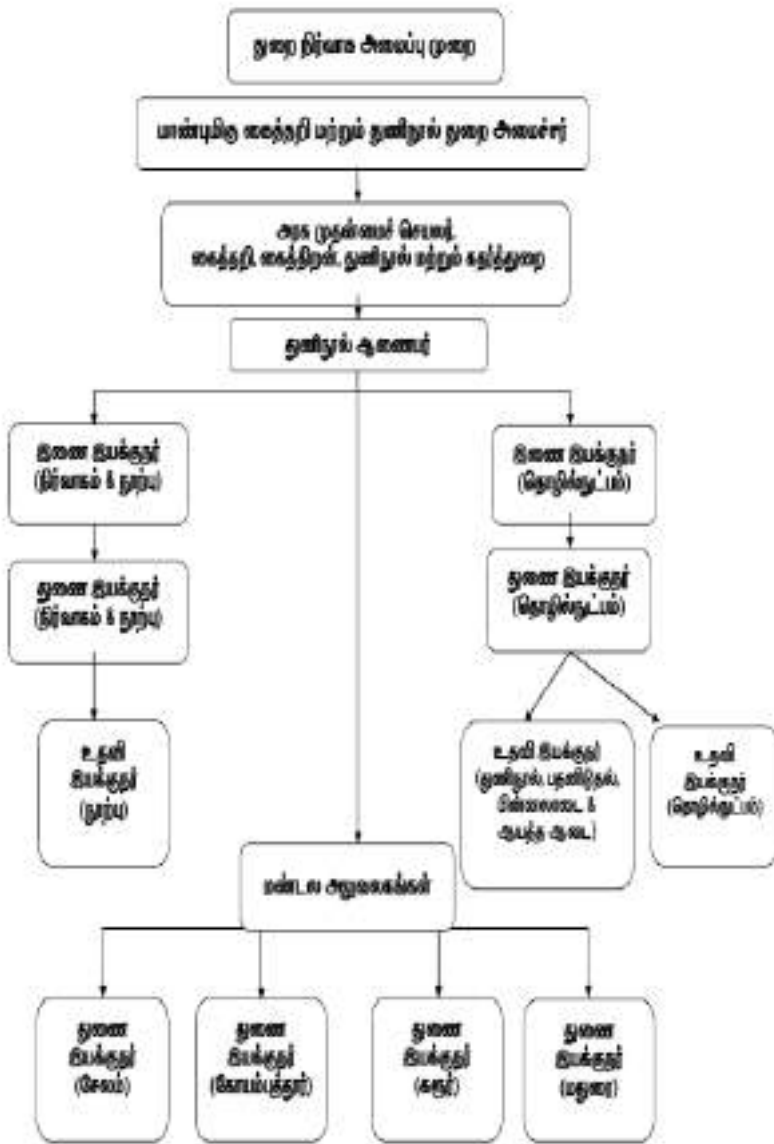 துறை நிர்வாக அமைப்பு முறை
மாண்புமிகு கைத்தறி மற்றும் துணிநூல் துறை அமைச்சர்
அரசு முதன்மைச் செயலர்,
கைத்தறி, கைத்திறன், துணிநூல் மற்றும் கதர்த்துறை
துணிநூல் ஆணையர்
இணை இயக்குநர்
(நிர்வாகம் & நூற்பு)
இணை இயக்குநர்
(தொழில்நுட்பம்)
துணை இயக்குநர்
(நிர்வாகம் & நூற்பு)
துணை இயக்குநர்
(தொழில்நுட்பம்)
உதவி
இயக்குநர்
(நூற்பு)
உதவி இயக்குநர்
(துணிநூல், பதனிடுதல்,
பின்னலாடை &
ஆயத்த ஆடை)
உதவி
இயக்குநர்
(தொழில்நுட்பம்)
மண்டல அலுவலகங்கள்
துணை
இயக்குநர்
(சேலம்)
துணை
இயக்குநர்
(கோயம்புத்தூர்)
துணை
இயக்குநர்
(கரூர்)
துணை
இயக்குநர்
(மதுரை)